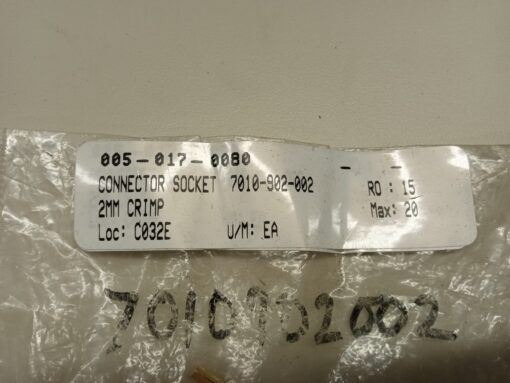 005-017-0080 - -
CONNECTOR SOCKET 7010-902-002 RO : 15
2MM CRIMP Max: 20
Loc: C032E U/M: EA
7010902002